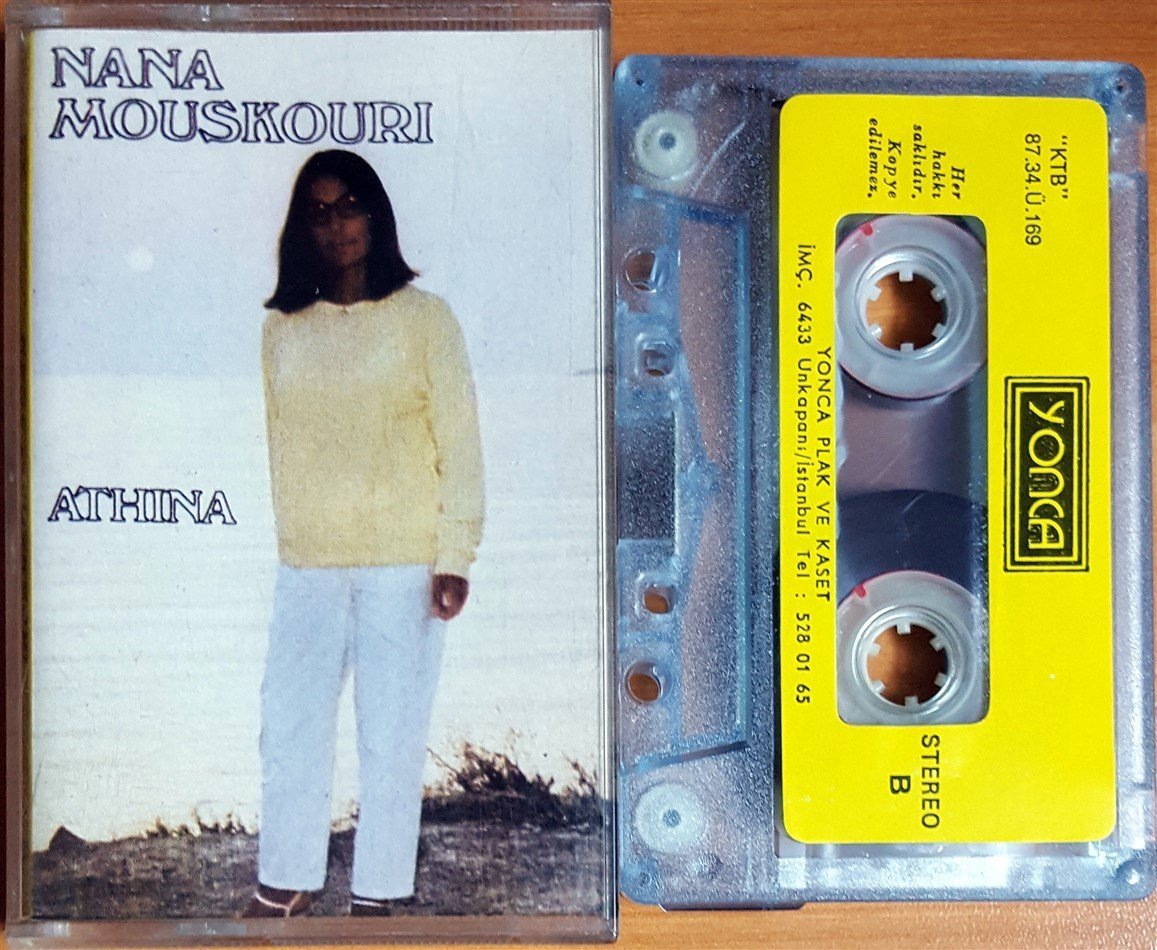 NANA
MOUSKOURI
ATHINA
"KTB"
87.34.Ü.169
Her
hakkı
saklıdır.
Kopye
edilemez.
YONCA
YONCA PLAK VE KASET
İMÇ. 6433 Unkapanı/İstanbul Tel : 528 01 65
STEREO
B